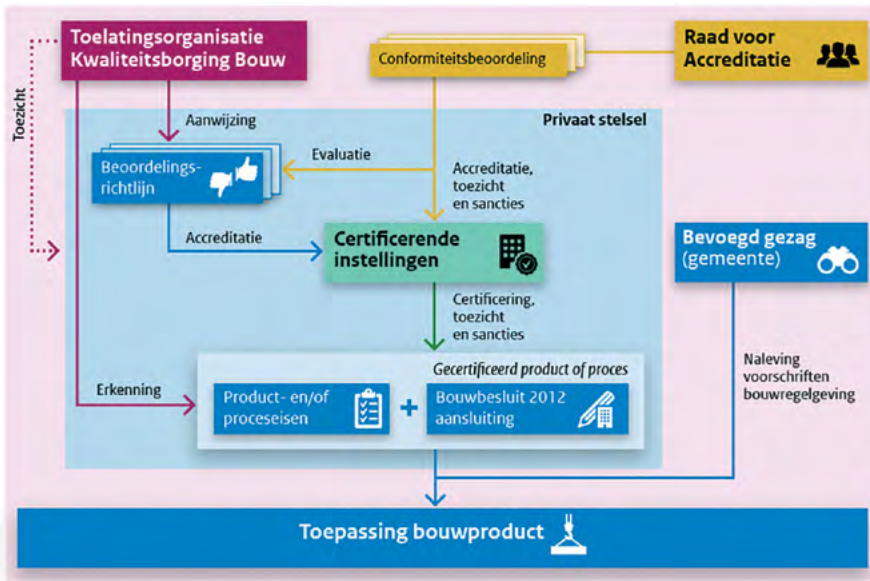 Toelatingsorganisatie
Kwaliteitsborging Bouw
Conformiteitsbeoordeling
Raad voor
Accreditatie
Toezicht
Aanwijzing
Privaat stelsel
Beoordelings-
richtlijn
Evaluatie
Accreditatie,
toezicht
en sancties
Accreditatie
Certificerende
instellingen
Bevoegd gezag
(gemeente)
Certificering,
toezicht
en sancties
Erkenning
Gecertificeerd product of proces
Product- en/of
proceseisen
+
Bouwbesluit 2012
aansluiting
Naleving
voorschriften
bouwregelgeving
Toepassing bouwproduct